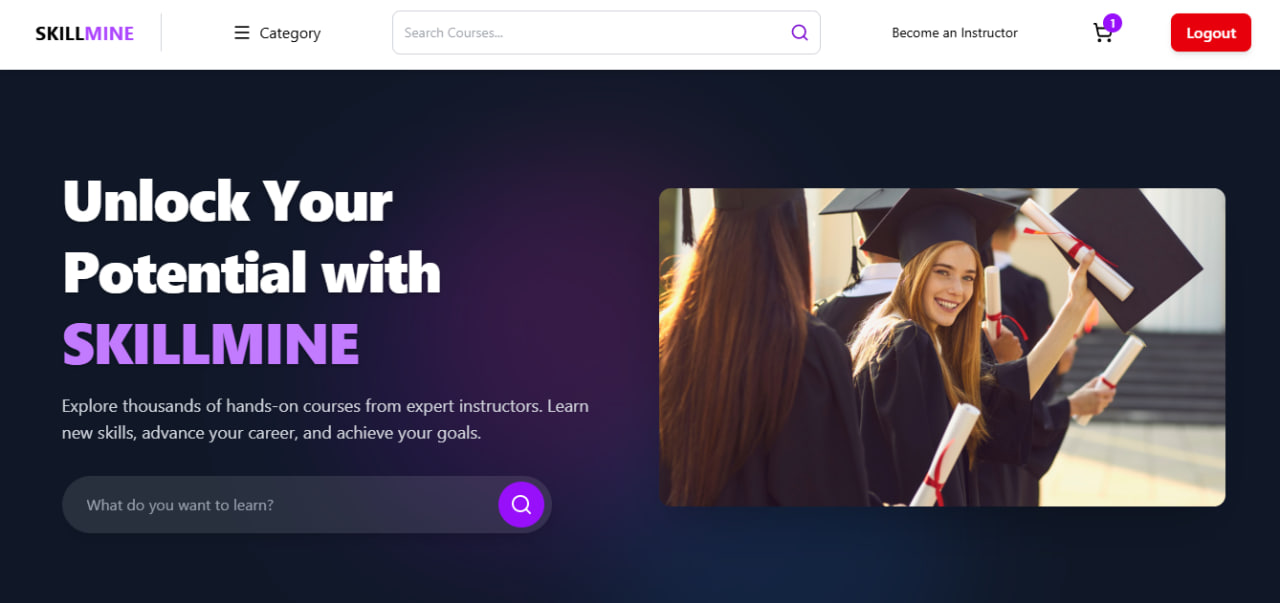 SKILLMINE
Category
Search Courses...
Become an Instructor
1
Logout
Unlock Your
Potential with
SKILLMINE
Explore thousands of hands-on courses from expert instructors. Learn
new skills, advance your career, and achieve your goals.
What do you want to learn?